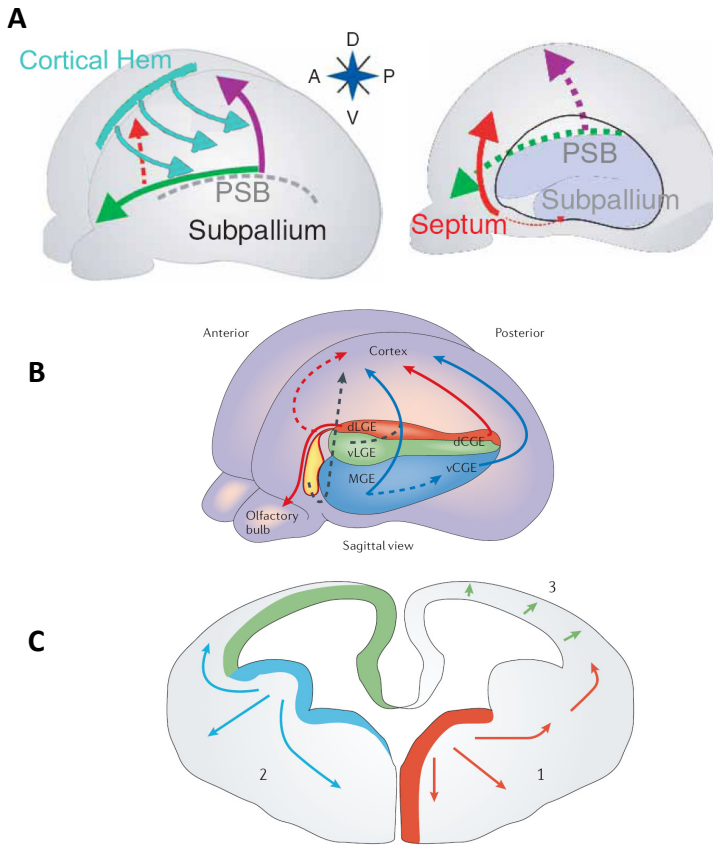 A
Cortical Hem
D
A
P
V
PSB
Subpallium
PSB
Subpallium
Septum
B
Anterior
Posterior
Cortex
dLGE
dCGE
vLGE
vCGE
MGE
Olfactory
bulb
Sagittal view
C
3
2
1